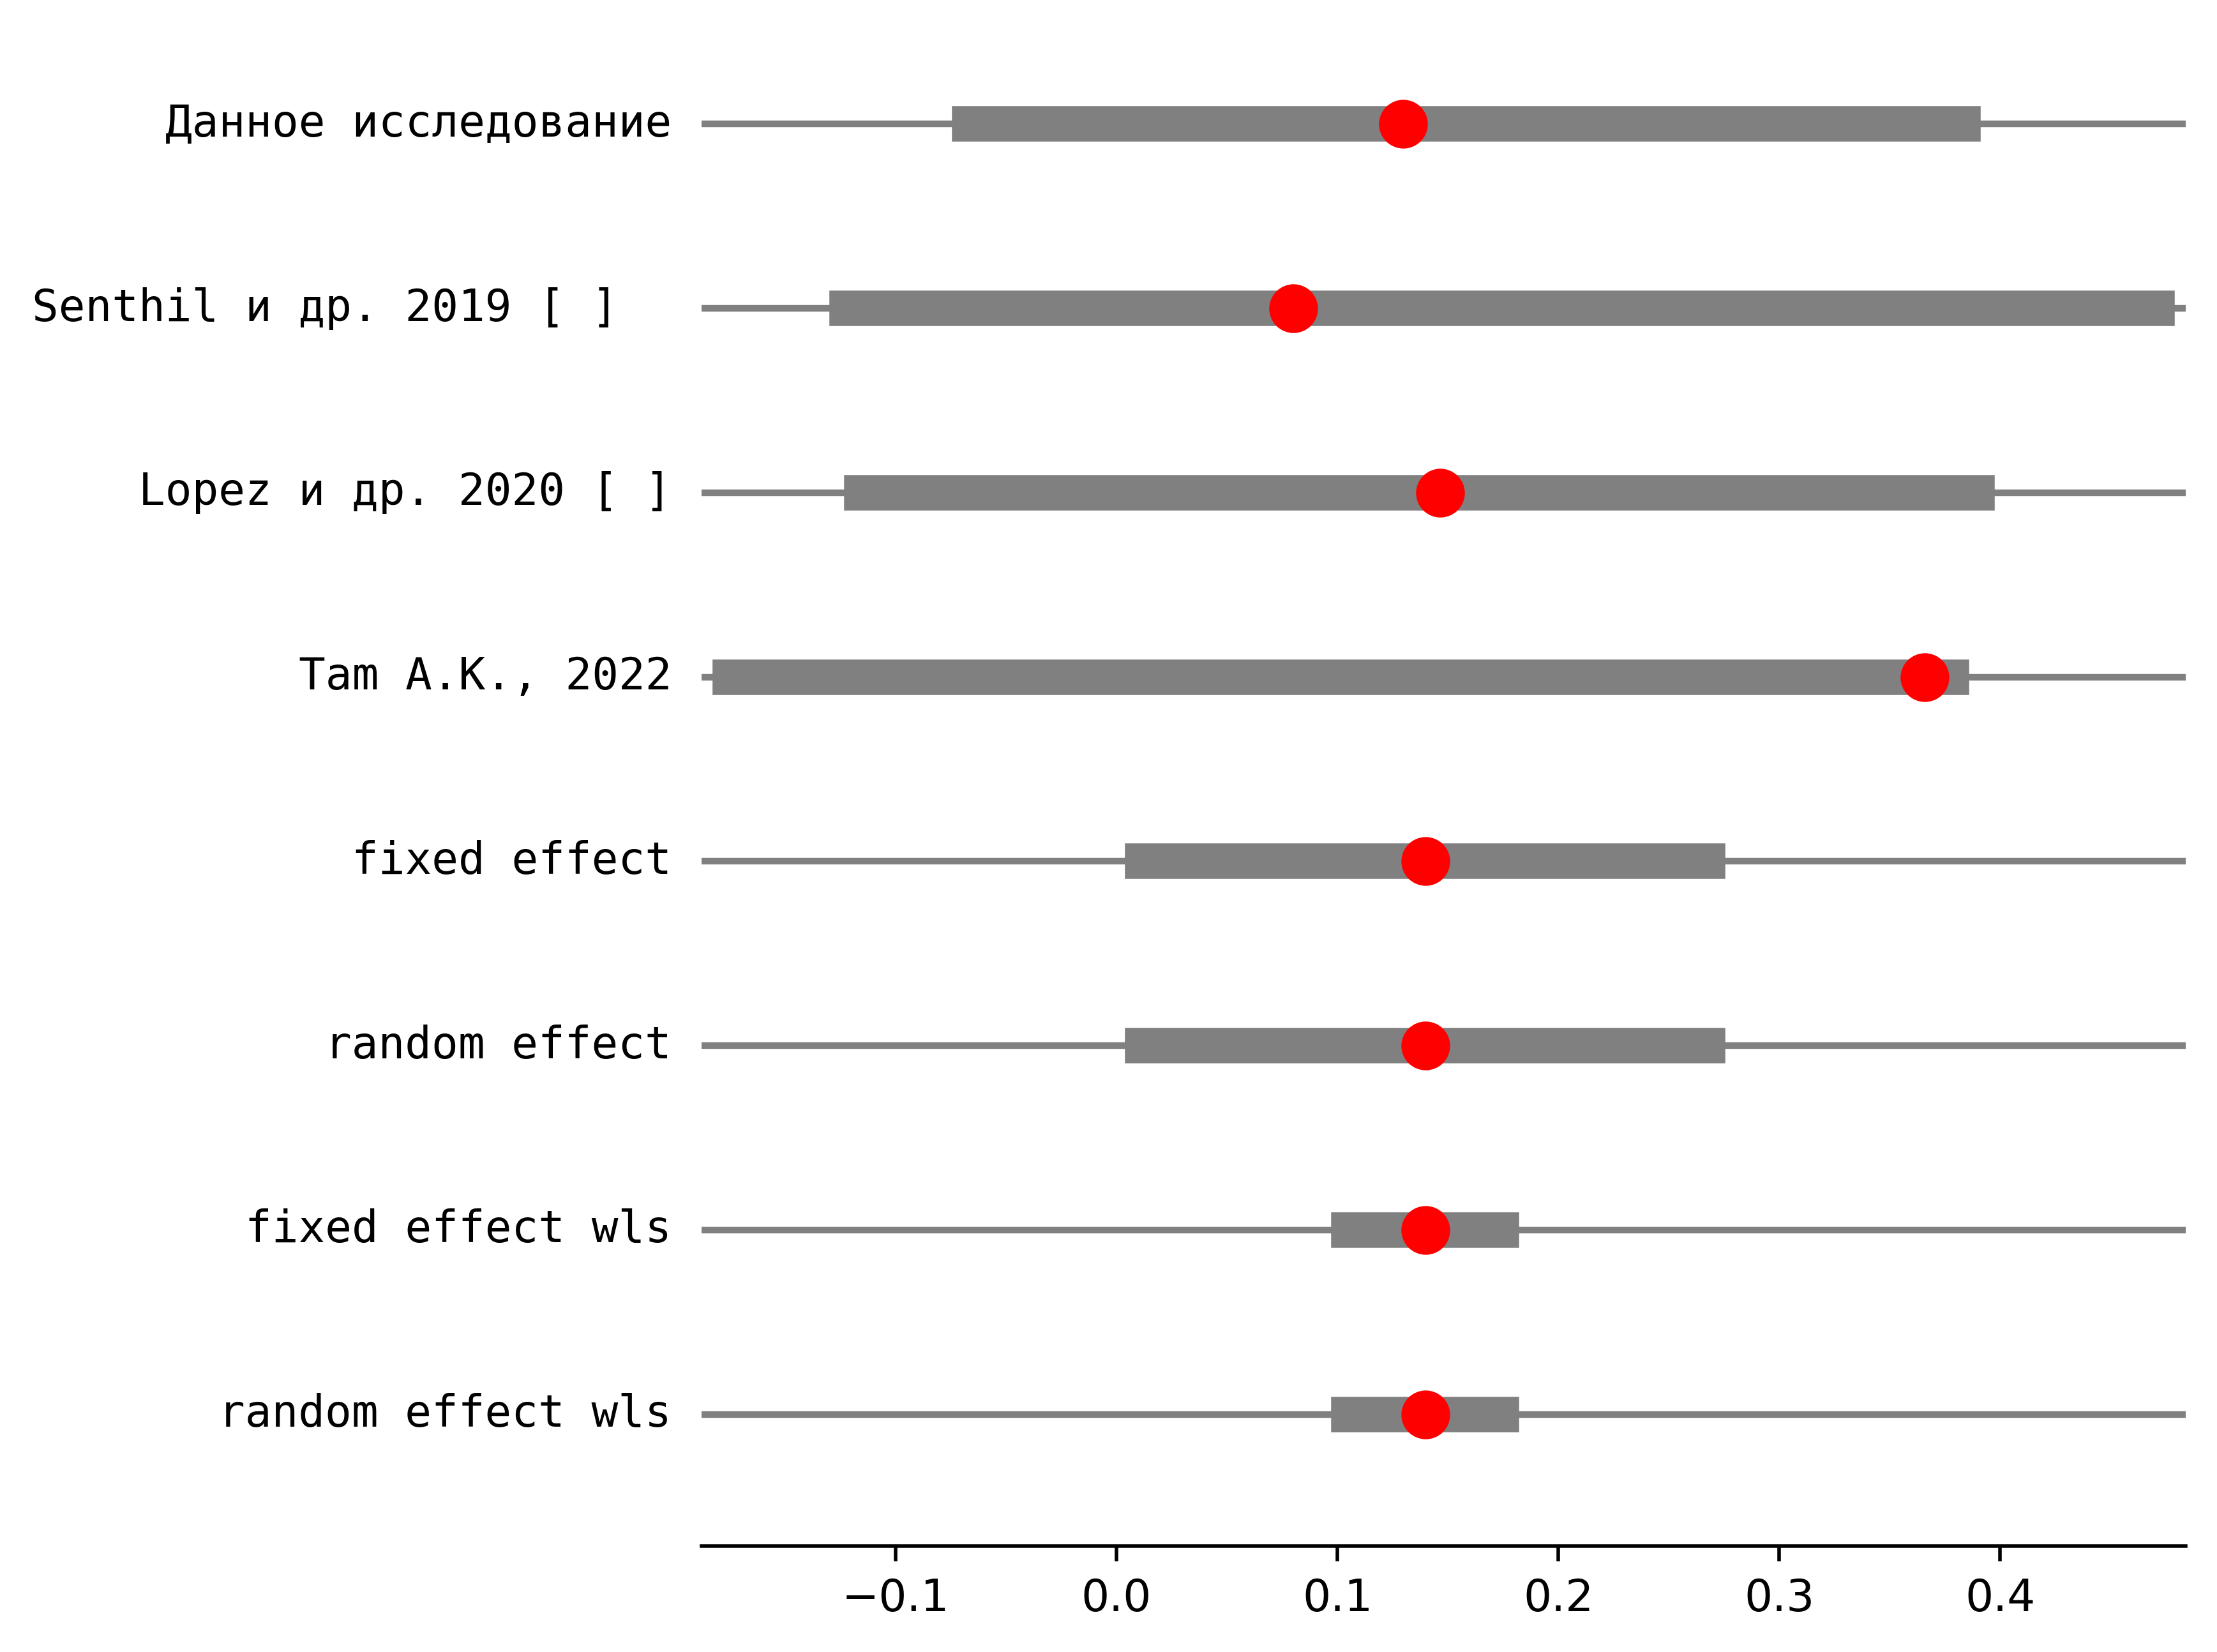 Данное исследование
Senthil и др. 2019 [ ]
Lopez и др. 2020 [ ]
Tam A.K., 2022
fixed effect
random effect
fixed effect wls
random effect wls
−0.1 0.0 0.1 0.2 0.3 0.4